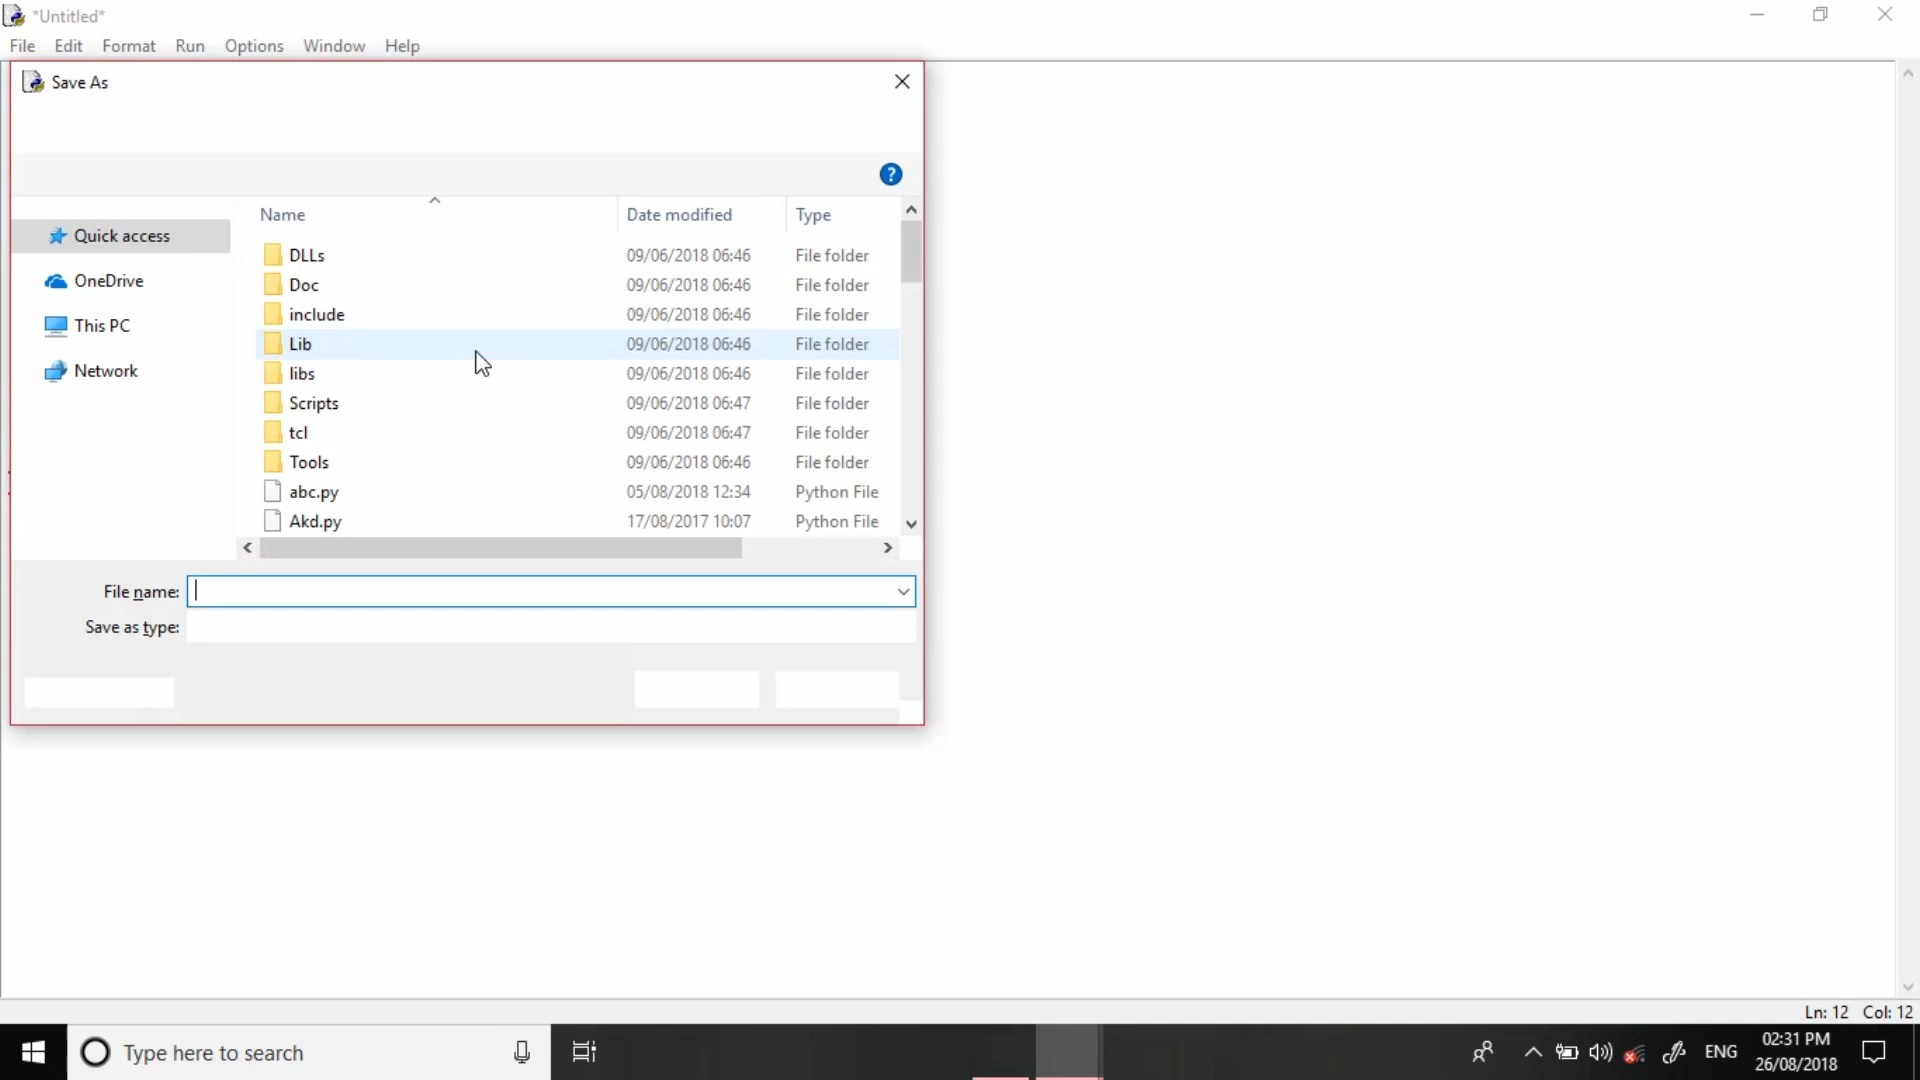 *Untitled*
File Edit Format Run Options Window Help
Save As
?
Name Date modified Type
Quick access
OneDrive
This PC
Network
DLLs 09/06/2018 06:46 File folder
Doc 09/06/2018 06:46 File folder
include 09/06/2018 06:46 File folder
Lib 09/06/2018 06:46 File folder
libs 09/06/2018 06:46 File folder
Scripts 09/06/2018 06:47 File folder
tcl 09/06/2018 06:47 File folder
Tools 09/06/2018 06:46 File folder
abc.py 05/08/2018 12:34 Python File
Akd.py 17/08/2017 10:07 Python File
File name:
Save as type:
Ln: 12 Col: 12
Type here to search
ENG
02:31 PM
26/08/2018